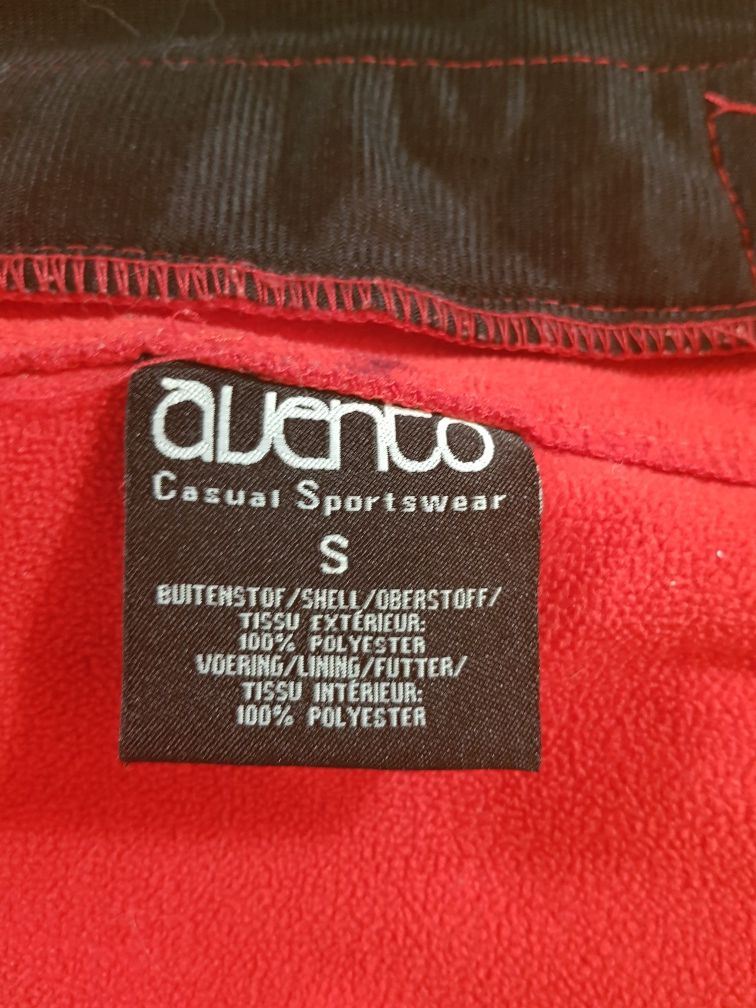 avento
Casual Sportswear
S
BUITENSTOF/SHELL/OBERSTOFF/
TISSU EXTÉRIEUR:
100% POLYESTER
VOERING/LINING/FUTTER/
TISSU INTÉRIEUR:
100% POLYESTER